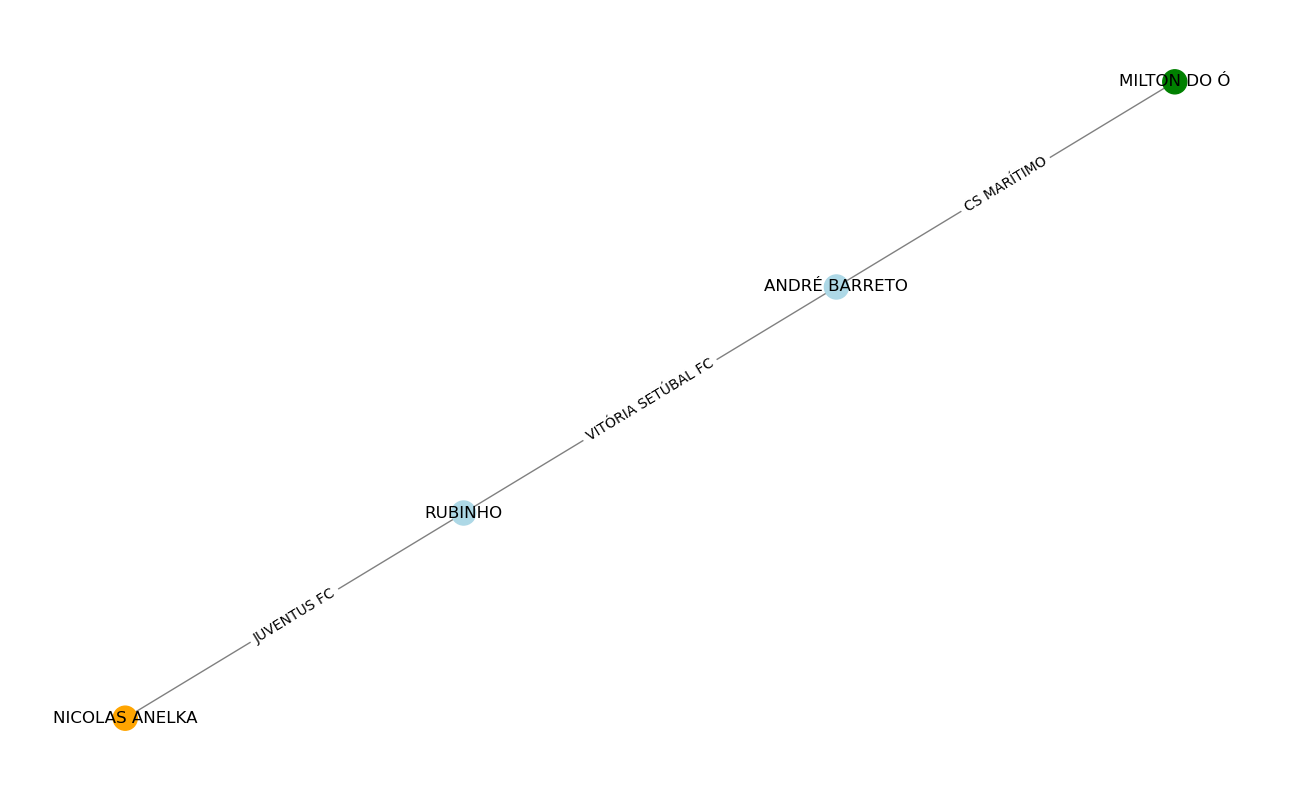 MILTON DO Ó
CS MARÍTIMO
ANDRÉ BARRETO
VITÓRIA SETÚBAL FC
RUBINHO
JUVENTUS FC
NICOLAS ANELKA